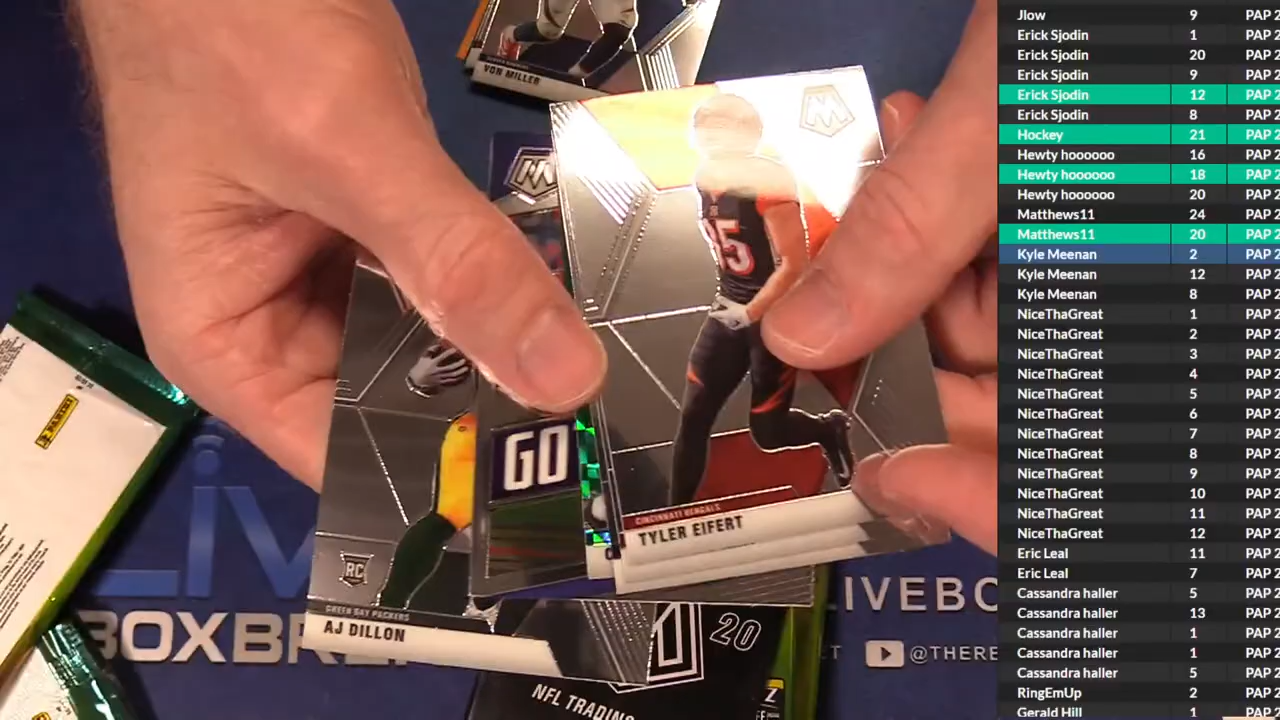 VON MILLER
85
CINCINNATI BENGALS
TYLER EIFERT
GO
RC
GREEN BAY PACKERS
AJ DILLON
20
NFL TRADING
PANINI
LIVE
BOXBRE
LIVEBO
@THERE
Jlow 9 PAP 2
Erick Sjodin 1 PAP 2
Erick Sjodin 20 PAP 2
Erick Sjodin 9 PAP 2
Erick Sjodin 12 PAP 2
Erick Sjodin 8 PAP 2
Hockey 21 PAP 2
Hewty hoooooo 16 PAP 2
Hewty hoooooo 18 PAP 2
Hewty hoooooo 20 PAP 2
Matthews11 24 PAP 2
Matthews11 20 PAP 2
Kyle Meenan 2 PAP 2
Kyle Meenan 12 PAP 2
Kyle Meenan 8 PAP 2
NiceThaGreat 1 PAP 2
NiceThaGreat 2 PAP 2
NiceThaGreat 3 PAP 2
NiceThaGreat 4 PAP 2
NiceThaGreat 5 PAP 2
NiceThaGreat 6 PAP 2
NiceThaGreat 7 PAP 2
NiceThaGreat 8 PAP 2
NiceThaGreat 9 PAP 2
NiceThaGreat 10 PAP 2
NiceThaGreat 11 PAP 2
NiceThaGreat 12 PAP 2
Eric Leal 11 PAP 2
Eric Leal 7 PAP 2
Cassandra haller 5 PAP 2
Cassandra haller 13 PAP 2
Cassandra haller 1 PAP 2
Cassandra haller 1 PAP 2
Cassandra haller 5 PAP 2
RingEmUp 2 PAP 2
Gerald Hill 1 PAP 2